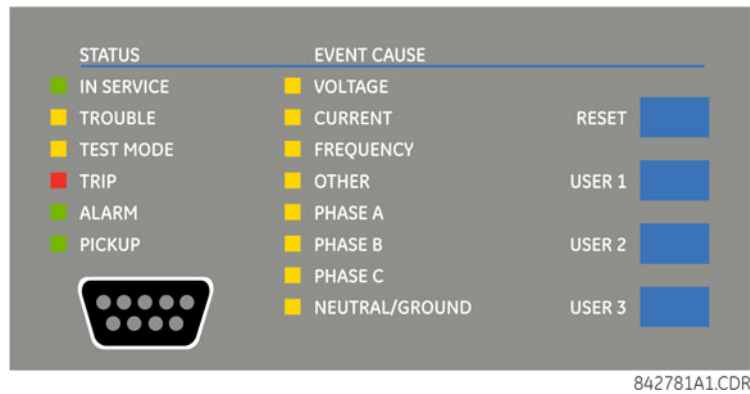 STATUS EVENT CAUSE
IN SERVICE VOLTAGE
TROUBLE CURRENT RESET
TEST MODE FREQUENCY
TRIP OTHER USER 1
ALARM PHASE A
PICKUP PHASE B USER 2
PHASE C
NEUTRAL/GROUND USER 3
842781A1.CDR